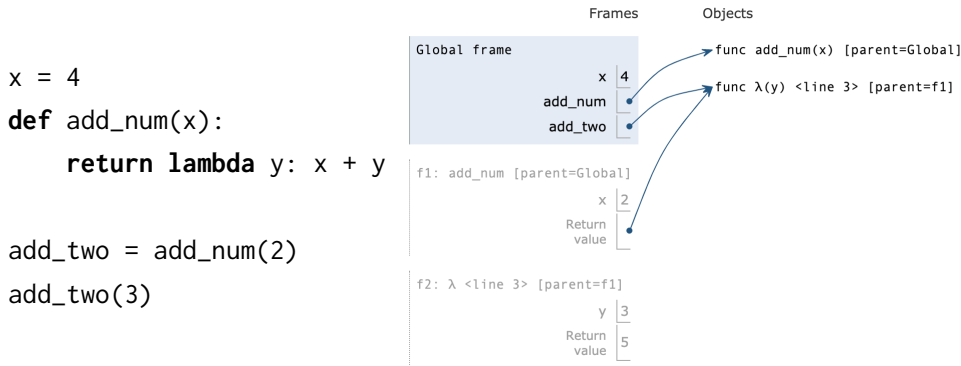 x = 4
def add_num(x):
    return lambda y: x + y
add_two = add_num(2)
add_two(3)
Frames Objects
Global frame
x 4
add_num
add_two
func add_num(x) [parent=Global]
func λ(y) <line 3> [parent=f1]
f1: add_num [parent=Global]
x 2
Return
value
f2: λ <line 3> [parent=f1]
y 3
Return
value 5